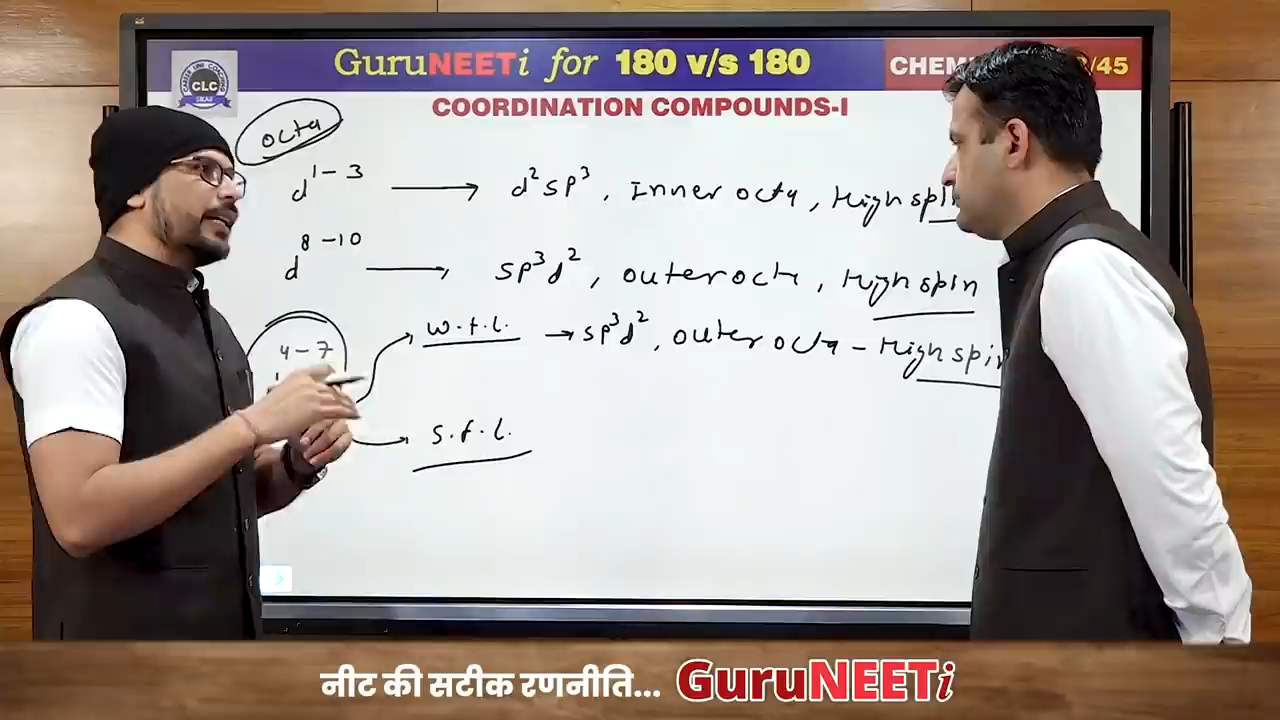 GuruNEETi for 180 v/s 180
/45
CLC
SIKAR
COORDINATION COMPOUNDS-I
octa
d¹⁻³ → d²sp³, Inner octa, High spin
d⁸⁻¹⁰ → sp³d², outer octa, High spin
4-7
w.f.l. → sp³d², outer octa - High spin
s.f.l.
नीट की सटीक रणनीति... GuruNEETi